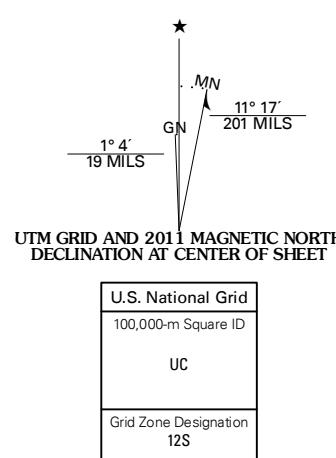 ★
MN
GN
11° 17´
201 MILS
1° 4´
19 MILS
UTM GRID AND 2011 MAGNETIC NORTH
DECLINATION AT CENTER OF SHEET
U.S. National Grid
100,000-m Square ID
UC
Grid Zone Designation
12S